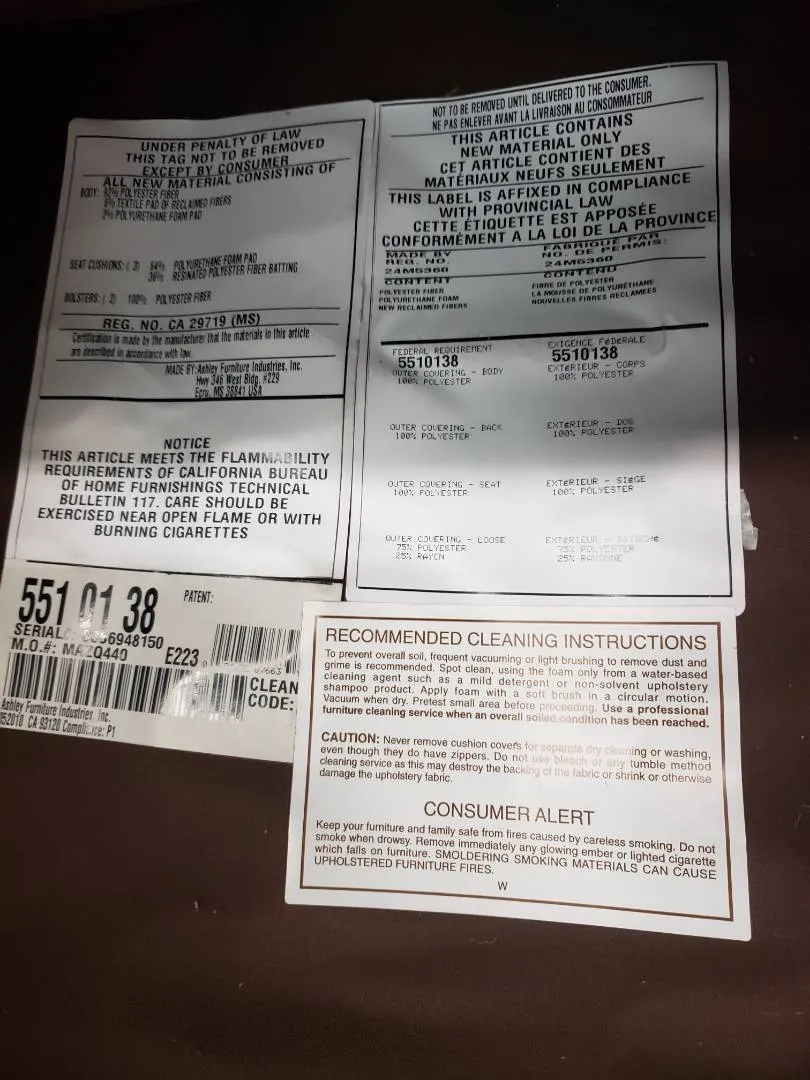 UNDER PENALTY OF LAW
THIS TAG NOT TO BE REMOVED
EXCEPT BY CONSUMER
ALL NEW MATERIAL CONSISTING OF
BODY: 92% POLYESTER FIBER
6% TEXTILE PAD OF RECLAIMED FIBERS
2% POLYURETHANE FOAM PAD
SEAT CUSHIONS: ( 2) 64% POLYURETHANE FOAM PAD
36% RESINATED POLYESTER FIBER BATTING
BOLSTERS: ( 2) 100% POLYESTER FIBER
REG. NO. CA 29719 (MS)
Certification is made by the manufacturer that the materials in this article
are described in accordance with law.
MADE BY:Ashley Furniture Industries, Inc.
Hwy 346 West Bldg. #229
Ecru, MS 38841 USA
NOTICE
THIS ARTICLE MEETS THE FLAMMABILITY
REQUIREMENTS OF CALIFORNIA BUREAU
OF HOME FURNISHINGS TECHNICAL
BULLETIN 117. CARE SHOULD BE
EXERCISED NEAR OPEN FLAME OR WITH
BURNING CIGARETTES
NOT TO BE REMOVED UNTIL DELIVERED TO THE CONSUMER.
NE PAS ENLEVER AVANT LA LIVRAISON AU CONSOMMATEUR
THIS ARTICLE CONTAINS
NEW MATERIAL ONLY
CET ARTICLE CONTIENT DES
MATÉRIAUX NEUFS SEULEMENT
THIS LABEL IS AFFIXED IN COMPLIANCE
WITH PROVINCIAL LAW
CETTE ÉTIQUETTE EST APPOSÉE
CONFORMÉMENT A LA LOI DE LA PROVINCE
MADE BY FABRIQUÉ PAR
REG. NO. NO. DE PERMIS:
24M5360 24M5360
CONTENT CONTENU
POLYESTER FIBER FIBRE DE POLYESTER
POLYURETHANE FOAM LA MOUSSE DE POLYURÉTHANE
NEW RECLAIMED FIBERS NOUVELLES FIBRES RECLAMEES
FEDERAL REQUIREMENT EXIGENCE FéDéRALE
5510138 5510138
OUTER COVERING - BODY EXTéRIEUR - CORPS
100% POLYESTER 100% POLYESTER
OUTER COVERING - BACK EXTéRIEUR - DOS
100% POLYESTER 100% POLYESTER
OUTER COVERING - SEAT EXTéRIEUR - SIéGE
100% POLYESTER 100% POLYESTER
OUTER COVERING - LOOSE EXTéRIEUR - DéTACHé
75% POLYESTER 75% POLYESTER
25% RAYON 25% RAYONNE
551 01 38 PATENT:
SERIAL 6948150
M.O.#: E223
CLEAN
CODE:
Ashley Furniture Industries, Inc.
CA 93120 Compliance: P1
RECOMMENDED CLEANING INSTRUCTIONS
To prevent overall soil, frequent vacuuming or light brushing to remove dust and
grime is recommended. Spot clean, using the foam only from a water-based
cleaning agent such as a mild detergent or non-solvent upholstery
shampoo product. Apply foam with a soft brush in a circular motion.
Vacuum when dry. Pretest small area before proceeding. Use a professional
furniture cleaning service when an overall soiled condition has been reached.
CAUTION: Never remove cushion covers for separate dry cleaning or washing,
even though they do have zippers. Do not use bleach or any tumble method
cleaning service as this may destroy the backing of the fabric or shrink or otherwise
damage the upholstery fabric.
CONSUMER ALERT
Keep your furniture and family safe from fires caused by careless smoking. Do not
smoke when drowsy. Remove immediately any glowing ember or lighted cigarette
which falls on furniture. SMOLDERING SMOKING MATERIALS CAN CAUSE
UPHOLSTERED FURNITURE FIRES.
W